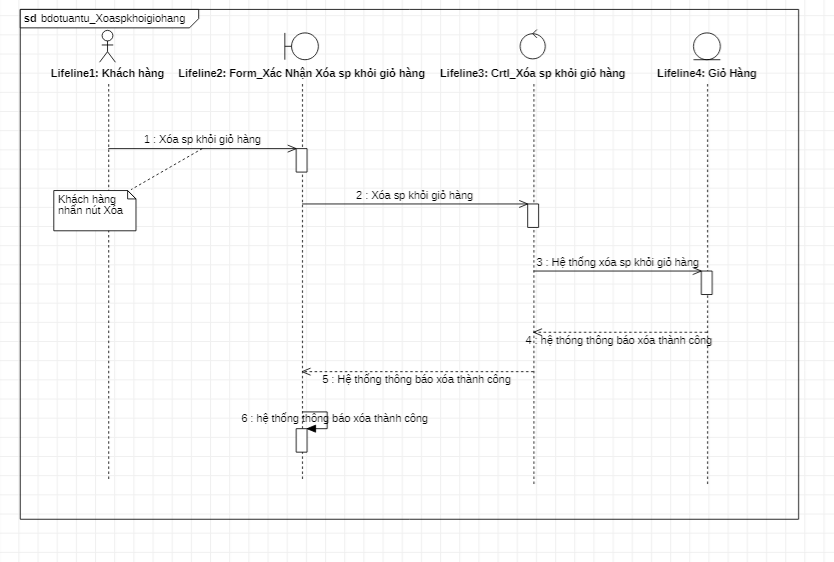 sd bdotuantu_Xoaspkhoigiohang
Lifeline1: Khách hàng
Lifeline2: Form_Xác Nhận Xóa sp khỏi giỏ hàng
Lifeline3: Crtl_Xóa sp khỏi giỏ hàng
Lifeline4: Giỏ Hàng
1 : Xóa sp khỏi giỏ hàng
Khách hàng
nhấn nút Xóa
2 : Xóa sp khỏi giỏ hàng
3 : Hệ thống xóa sp khỏi giỏ hàng
4 : hệ thóng thông báo xóa thành công
5 : Hệ thống thông báo xóa thành công
6 : hệ thống thông báo xóa thành công